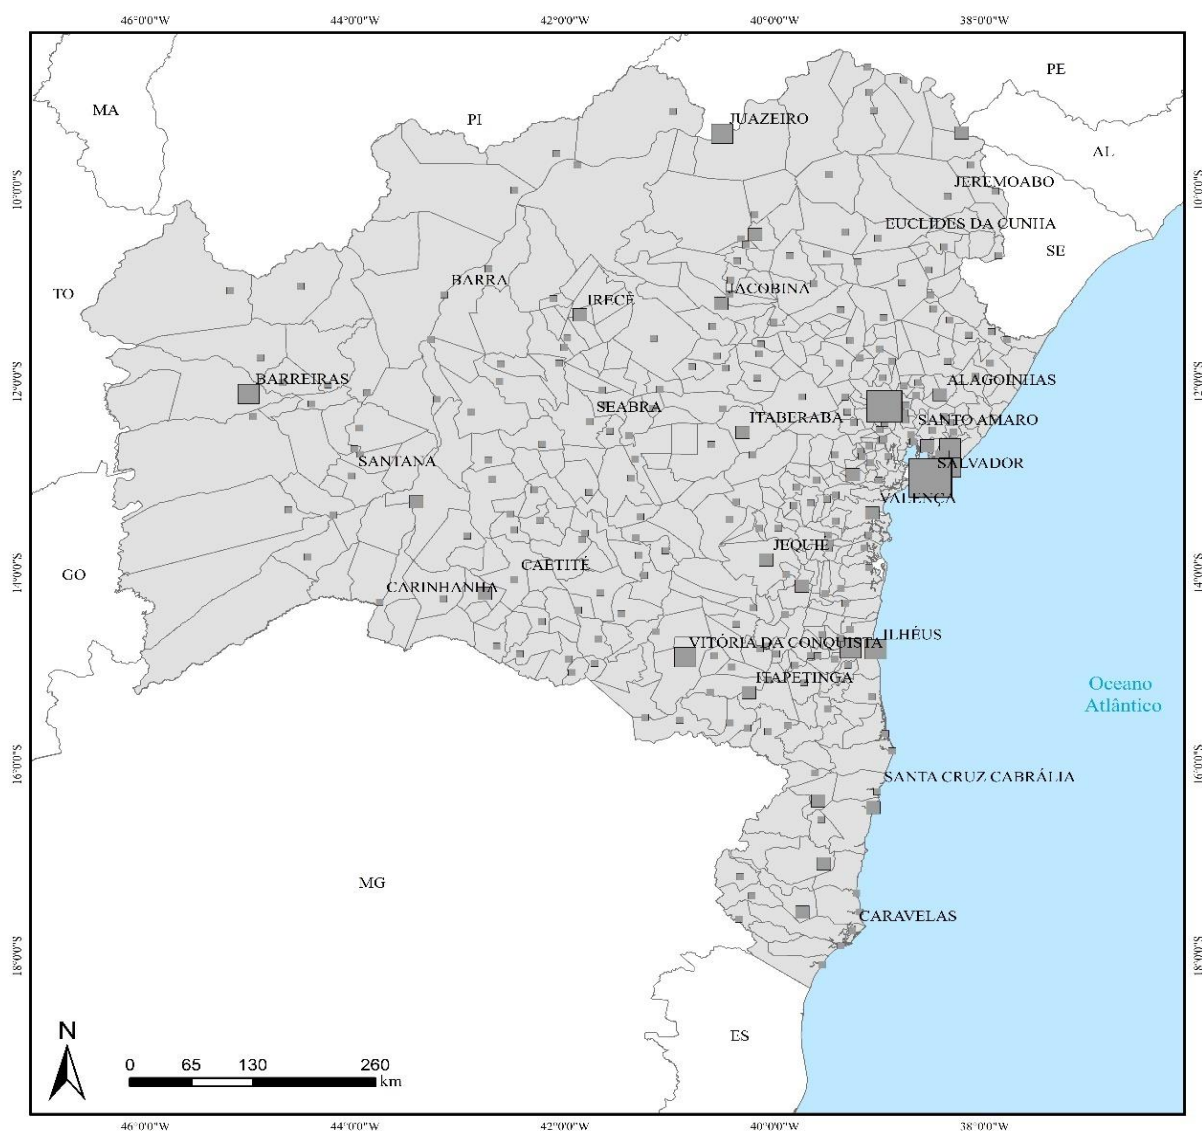 46°0'0"W 44°0'0"W 42°0'0"W 40°0'0"W 38°0'0"W
PE
MA
PI
JUAZEIRO
AL
JEREMOABO
10°0'0"S 10°0'0"S
EUCLIDES DA CUNHA
SE
BARRA
TO
JACOBINA
IRECÊ
BARREIRAS
ALAGOINHAS
12°0'0"S 12°0'0"S
SEABRA
ITABERABA
SANTO AMARO
SANTANA
SALVADOR
VALENÇA
JEQUIÉ
CAETITÉ
GO
14°0'0"S 14°0'0"S
CARINHANHA
ILHÉUS
VITÓRIA DA CONQUISTA
ITAPETINGA
Oceano
Atlântico
16°0'0"S 16°0'0"S
SANTA CRUZ CABRÁLIA
MG
CARAVELAS
18°0'0"S 18°0'0"S
N
ES
0 65 130 260
km
46°0'0"W 44°0'0"W 42°0'0"W 40°0'0"W 38°0'0"W